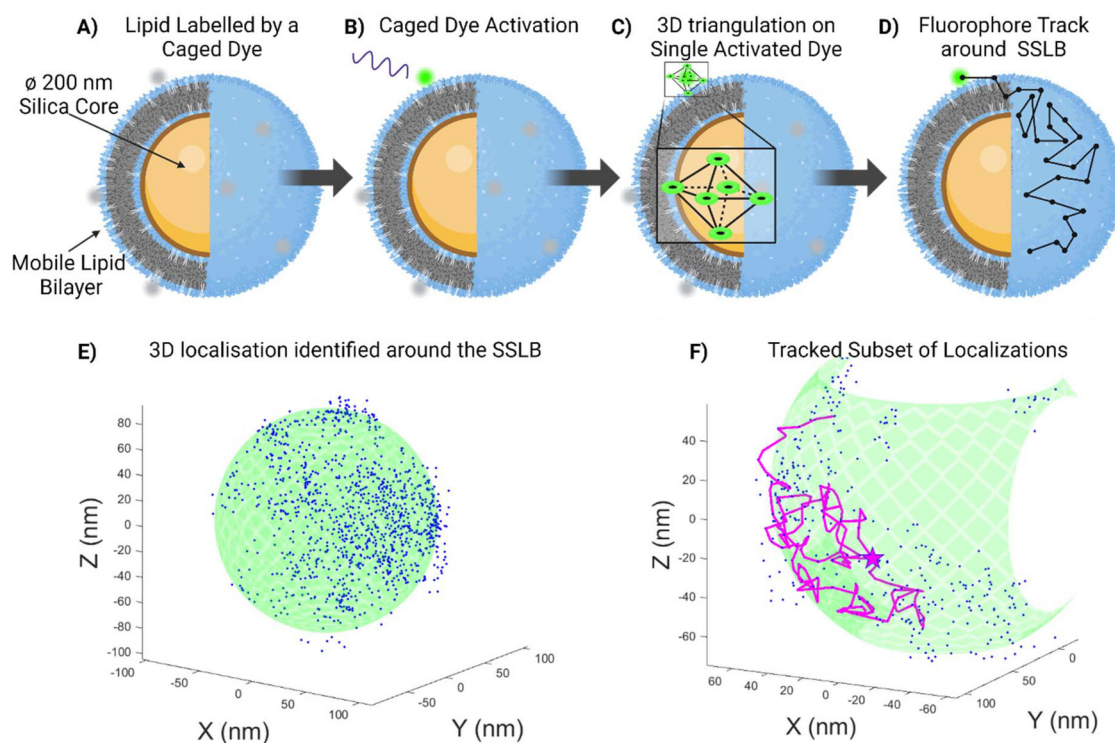 A) Lipid Labelled by a
Caged Dye
B) Caged Dye Activation
C) 3D triangulation on
Single Activated Dye
D) Fluorophore Track
around SSLB
ø 200 nm
Silica Core
Mobile Lipid
Bilayer
E) 3D localisation identified around the SSLB
80
60
40
20
0
-20
-40
-60
-80
-100
Z (nm)
-100
-50
0
50
100
X (nm)
-50
0
50
100
Y (nm)
F) Tracked Subset of Localizations
40
20
0
-20
-40
-60
Z (nm)
60
40
20
0
-20
-40
-60
X (nm)
100
50
0
Y (nm)